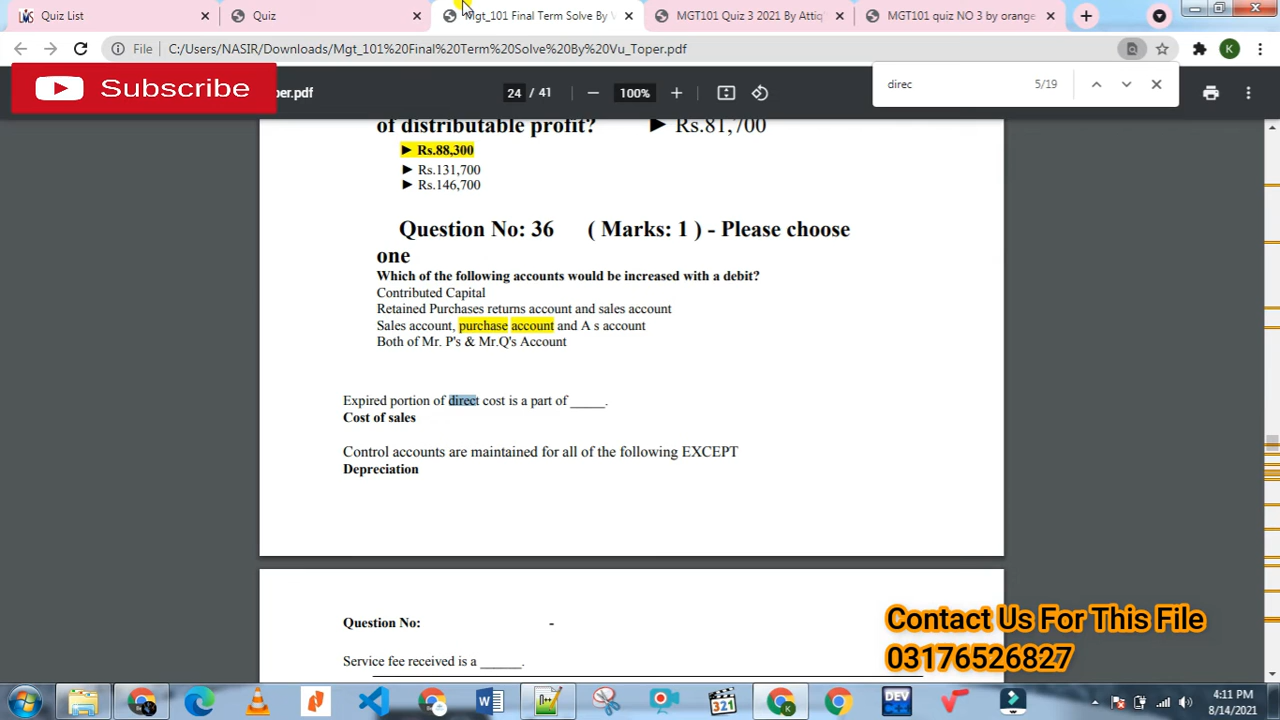 Quiz List
Quiz
Mgt_101 Final Term Solve By
MGT101 Quiz 3 2021 By Attiq
MGT101 quiz NO 3 by orange
File
C:/Users/NASIR/Downloads/Mgt_101%20Final%20Term%20Solve%20By%20Vu_Toper.pdf
K
Subscribe
per.pdf
24 / 41
100%
direc
5/19
of distributable profit? ► Rs.81,700
► Rs.88,300
► Rs.131,700
► Rs.146,700
Question No: 36 ( Marks: 1 ) - Please choose
one
Which of the following accounts would be increased with a debit?
Contributed Capital
Retained Purchases returns account and sales account
Sales account, purchase account and A s account
Both of Mr. P's & Mr.Q's Account
Expired portion of direct cost is a part of _____.
Cost of sales
Control accounts are maintained for all of the following EXCEPT
Depreciation
Question No: -
Service fee received is a ______.
Contact Us For This File
03176526827
321
DEV
4:11 PM
8/14/2021